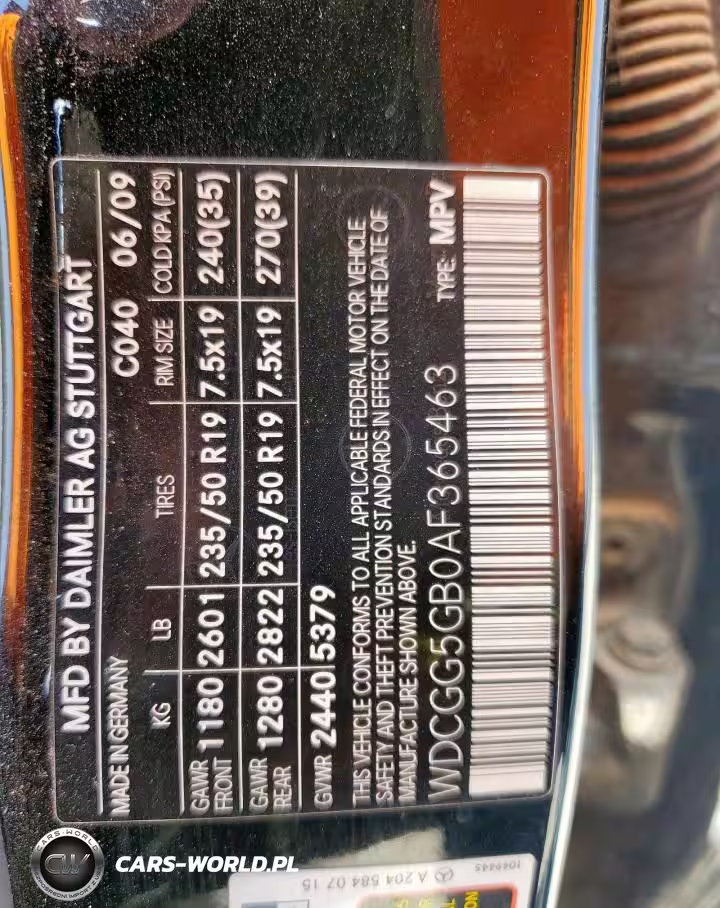 MFD BY DAIMLER AG STUTTGART
MADE IN GERMANY C040 06/09
KG LB TIRES RIM SIZE COLD KPA (PSI)
GAWR FRONT 1180 2601 235/50 R19 7.5x19 240(35)
GAWR REAR 1280 2822 235/50 R19 7.5x19 270(39)
GVWR 2440 5379
THIS VEHICLE CONFORMS TO ALL APPLICABLE FEDERAL MOTOR VEHICLE
SAFETY AND THEFT PREVENTION STANDARDS IN EFFECT ON THE DATE OF
MANUFACTURE SHOWN ABOVE.
WDCGG5GB0AF365463 TYPE: MPV
CARS-WORLD
CW
CARS-WORLD.PL
A 204 584 07 15